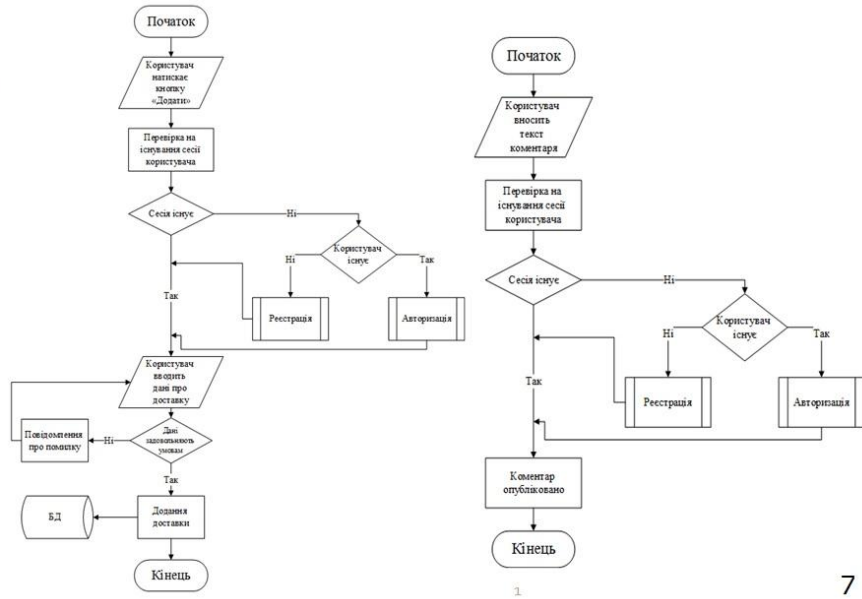 Початок
Користувач
натискає
кнопку
«Додати»
Перевірка на
існування сесії
користувача
Сесія існує
Ні
Користувач
існує
Ні
Так
Реєстрація
Авторизація
Так
Користувач
вводить
дані про
доставку
Дані
задовольняють
умовам
Ні
Повідомлення
про помилку
Так
БД
Додання
доставки
Кінець
Початок
Користувач
вносить
текст
коментаря
Перевірка на
існування сесії
користувача
Сесія існує
Ні
Користувач
існує
Ні
Так
Реєстрація
Авторизація
Так
Коментар
опубліковано
Кінець
1
7